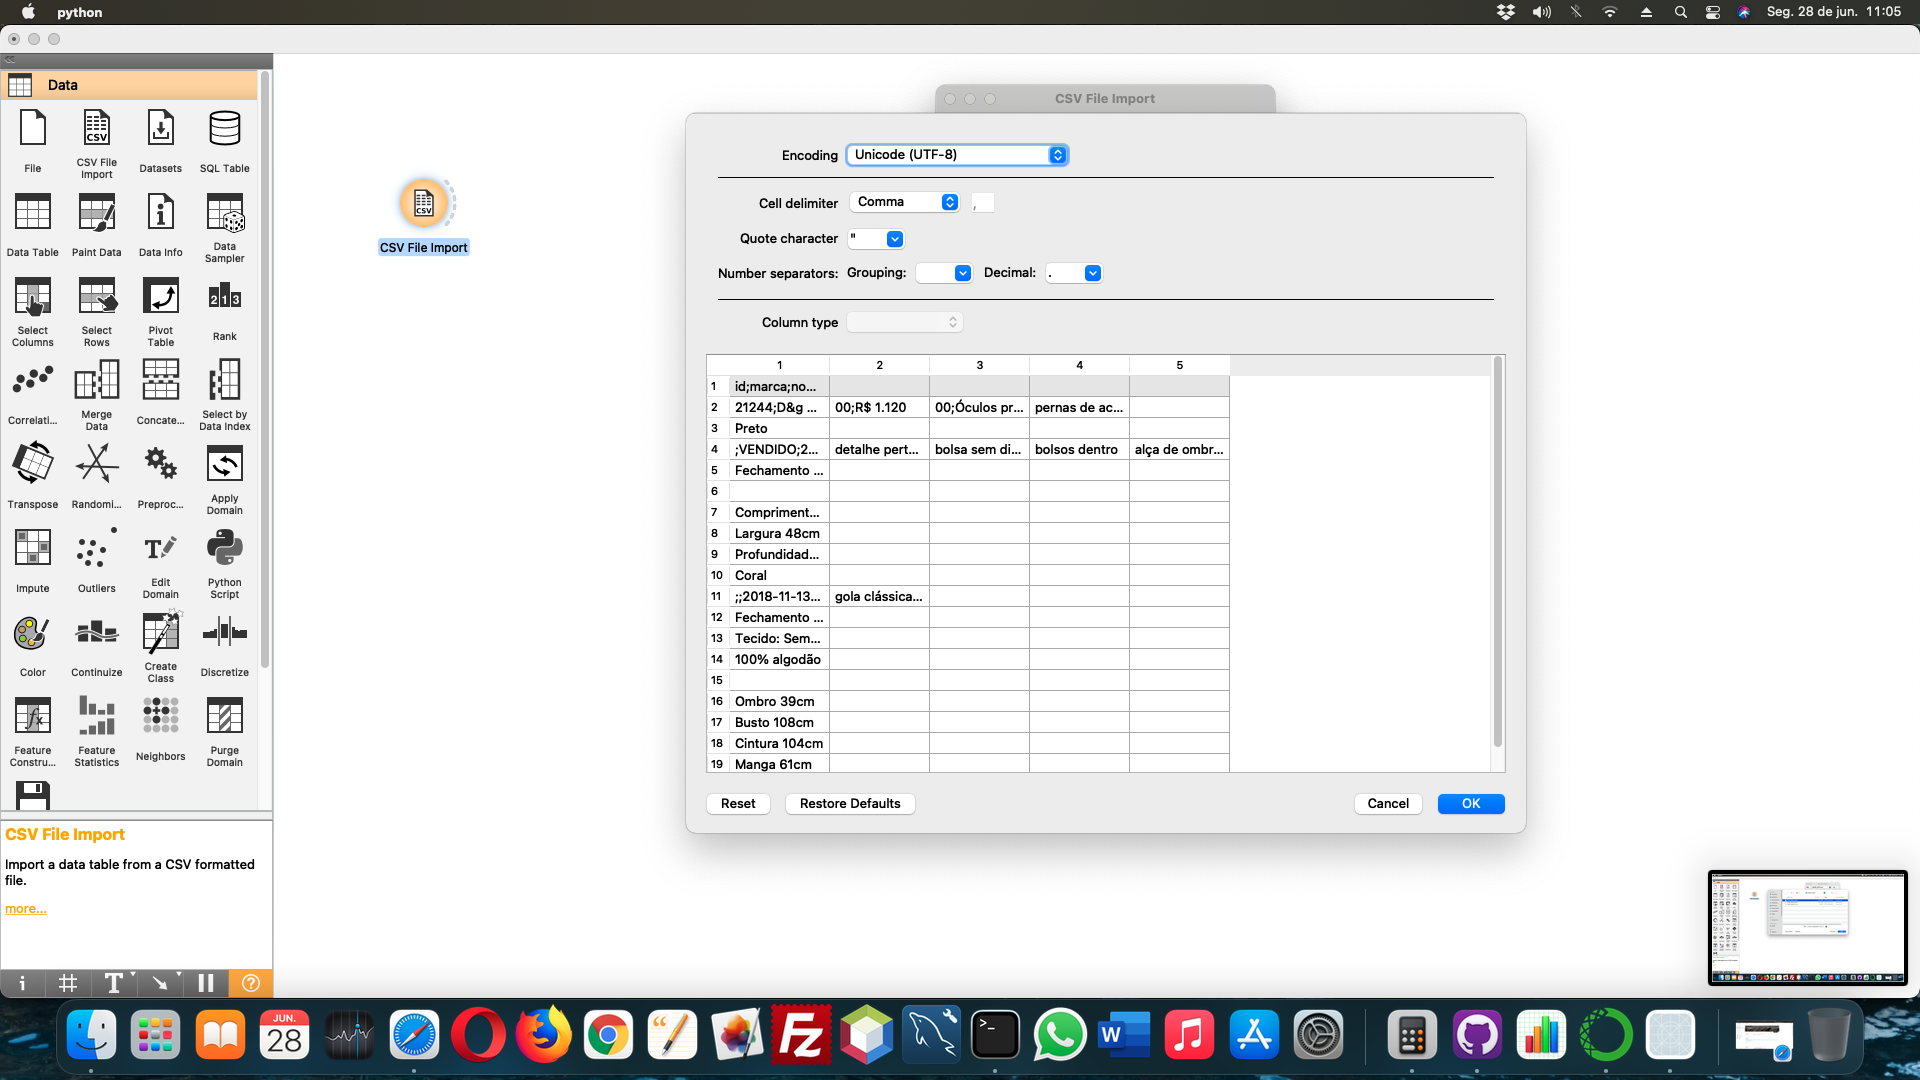 python
Seg. 28 de jun. 11:05
Data
File
CSV File Import
Datasets
SQL Table
Data Table
Paint Data
Data Info
Data Sampler
Select Columns
Select Rows
Pivot Table
Rank
Correlati...
Merge Data
Concate...
Select by Data Index
Transpose
Randomi...
Preproc...
Apply Domain
Impute
Outliers
Edit Domain
Python Script
Color
Continuize
Create Class
Discretize
Feature Constru...
Feature Statistics
Neighbors
Purge Domain
CSV File Import
Import a data table from a CSV formatted
file.
more...
CSV File Import
CSV File Import
Encoding Unicode (UTF-8)
Cell delimiter Comma ,
Quote character "
Number separators: Grouping: Decimal: .
Column type
1 2 3 4 5
1 id;marca;no...
2 21244;D&g ... 00;R$ 1.120 00;Óculos pr... pernas de ac...
3 Preto
4 ;VENDIDO;2... detalhe pert... bolsa sem di... bolsos dentro alça de ombr...
5 Fechamento ...
6
7 Compriment...
8 Largura 48cm
9 Profundidad...
10 Coral
11 ;;2018-11-13... gola clássica...
12 Fechamento ...
13 Tecido: Sem...
14 100% algodão
15
16 Ombro 39cm
17 Busto 108cm
18 Cintura 104cm
19 Manga 61cm
Reset Restore Defaults Cancel OK
JUN.
28